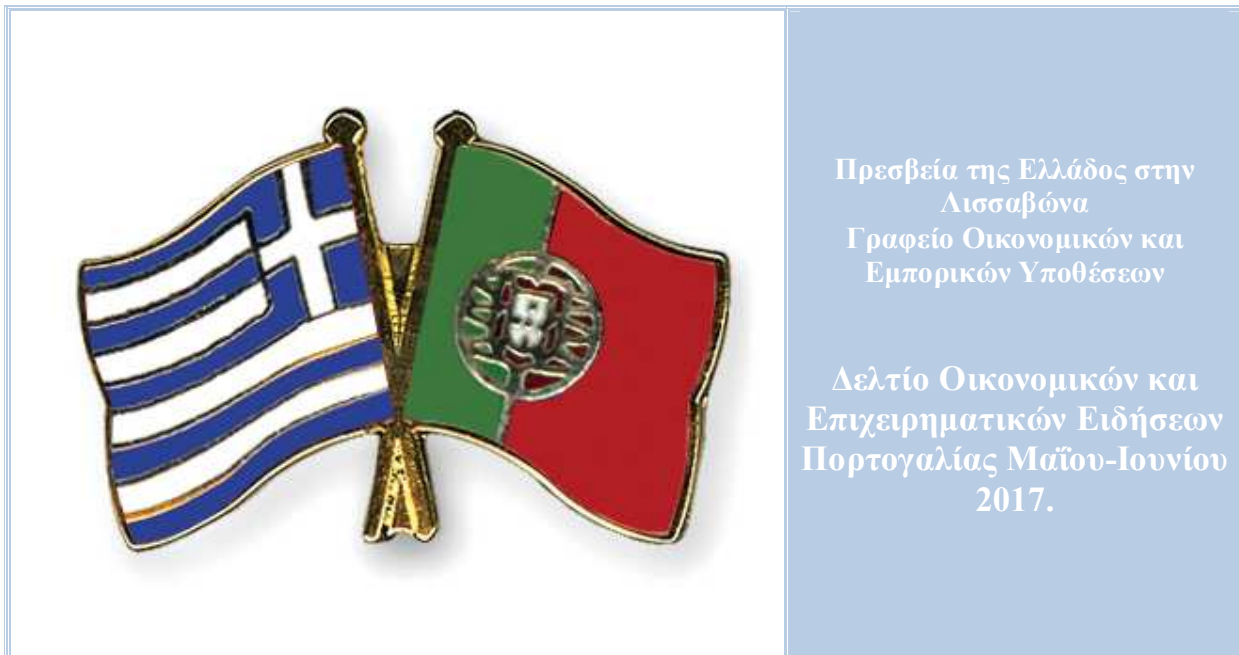 Πρεσβεία της Ελλάδος στην
Λισσαβώνα
Γραφείο Οικονομικών και
Εμπορικών Υποθέσεων
Δελτίο Οικονομικών και
Επιχειρηματικών Ειδήσεων
Πορτογαλίας Μαΐου-Ιουνίου
2017.